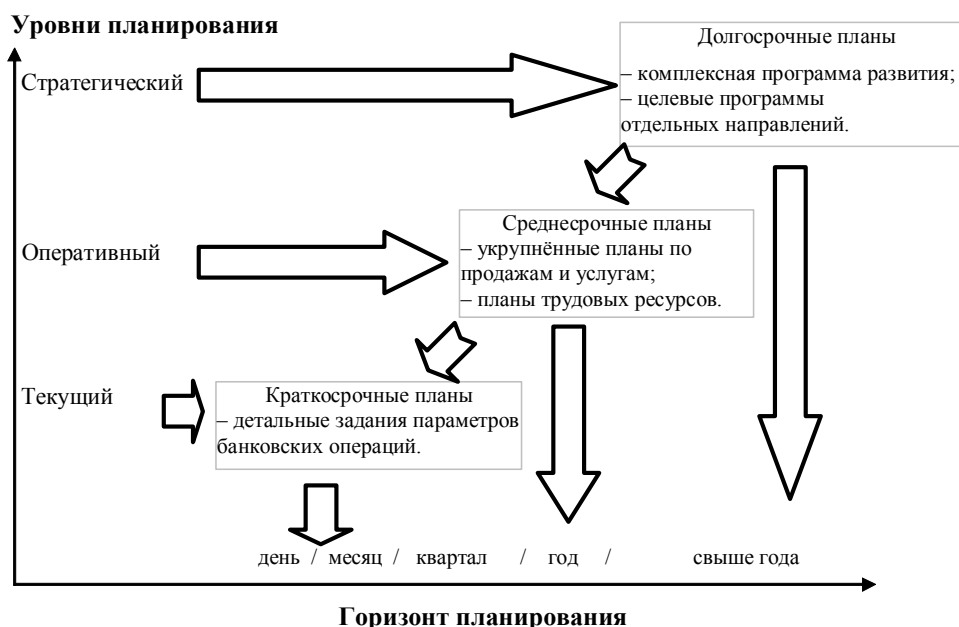 Уровни планирования
Долгосрочные планы
Стратегический
– комплексная программа развития;
– целевые программы
отдельных направлений.
Среднесрочные планы
Оперативный
– укрупнённые планы по
продажам и услугам;
– планы трудовых ресурсов.
Текущий
Краткосрочные планы
– детальные задания параметров
банковских операций.
день / месяц / квартал / год / свыше года
Горизонт планирования